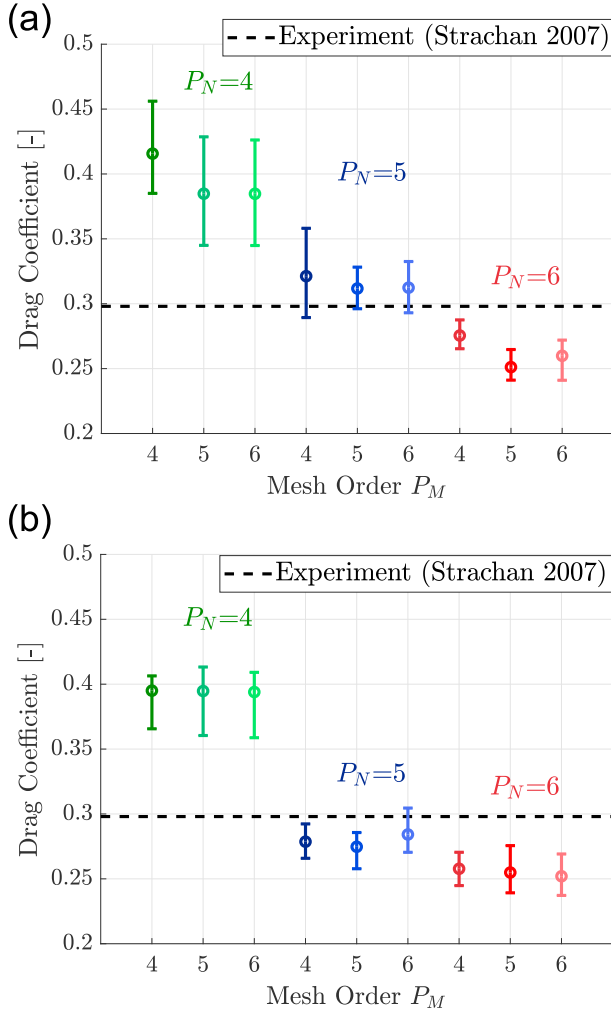 (a)
Experiment (Strachan 2007)
P_N=4
P_N=5
P_N=6
Drag Coefficient [-]
0.5
0.45
0.4
0.35
0.3
0.25
0.2
4 5 6 4 5 6 4 5 6
Mesh Order P_M
(b)
Experiment (Strachan 2007)
P_N=4
P_N=5
P_N=6
Drag Coefficient [-]
0.5
0.45
0.4
0.35
0.3
0.25
0.2
4 5 6 4 5 6 4 5 6
Mesh Order P_M